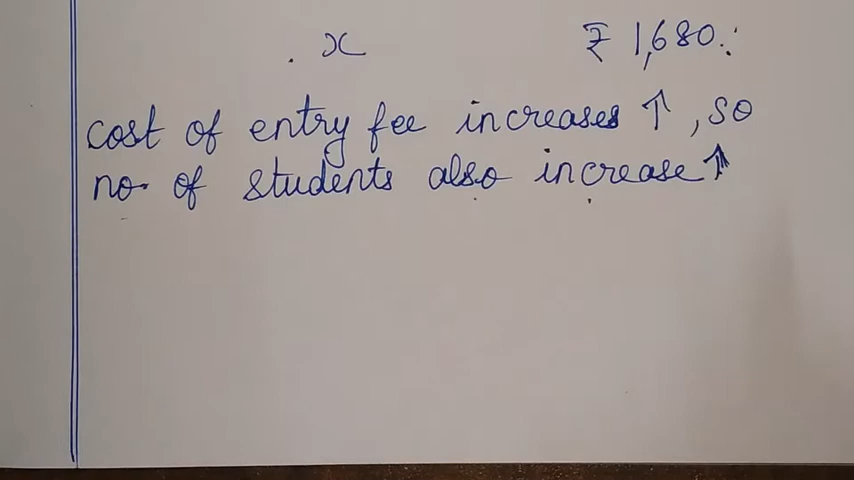 x ₹ 1,680.
cost of entry fee increases ↑, so
no. of students also increase ↑